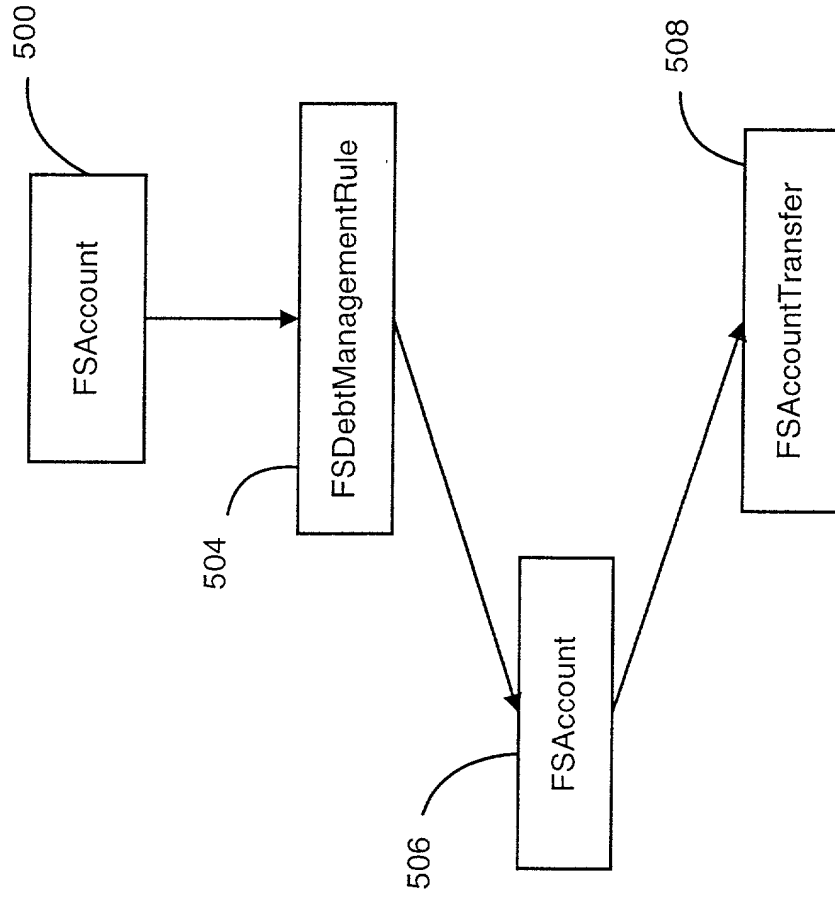 500
FSAccount
504
FSDebtManagementRule
506
FSAccount
508
FSAccountTransfer